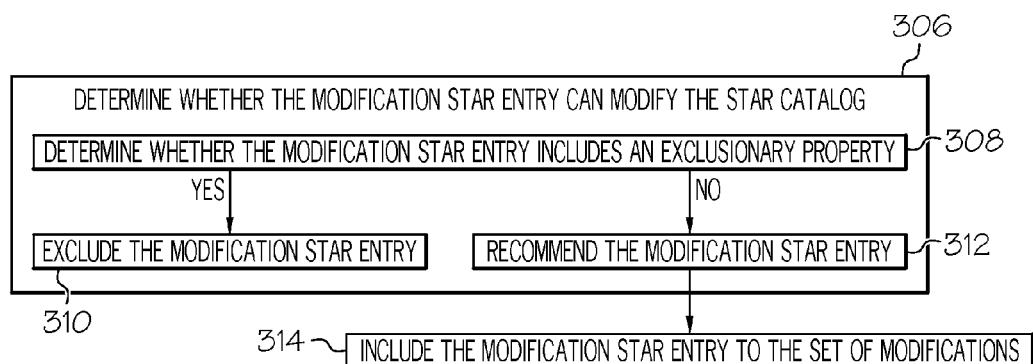 306
DETERMINE WHETHER THE MODIFICATION STAR ENTRY CAN MODIFY THE STAR CATALOG
DETERMINE WHETHER THE MODIFICATION STAR ENTRY INCLUDES AN EXCLUSIONARY PROPERTY
308
YES
NO
EXCLUDE THE MODIFICATION STAR ENTRY
RECOMMEND THE MODIFICATION STAR ENTRY
312
310
314
INCLUDE THE MODIFICATION STAR ENTRY TO THE SET OF MODIFICATIONS